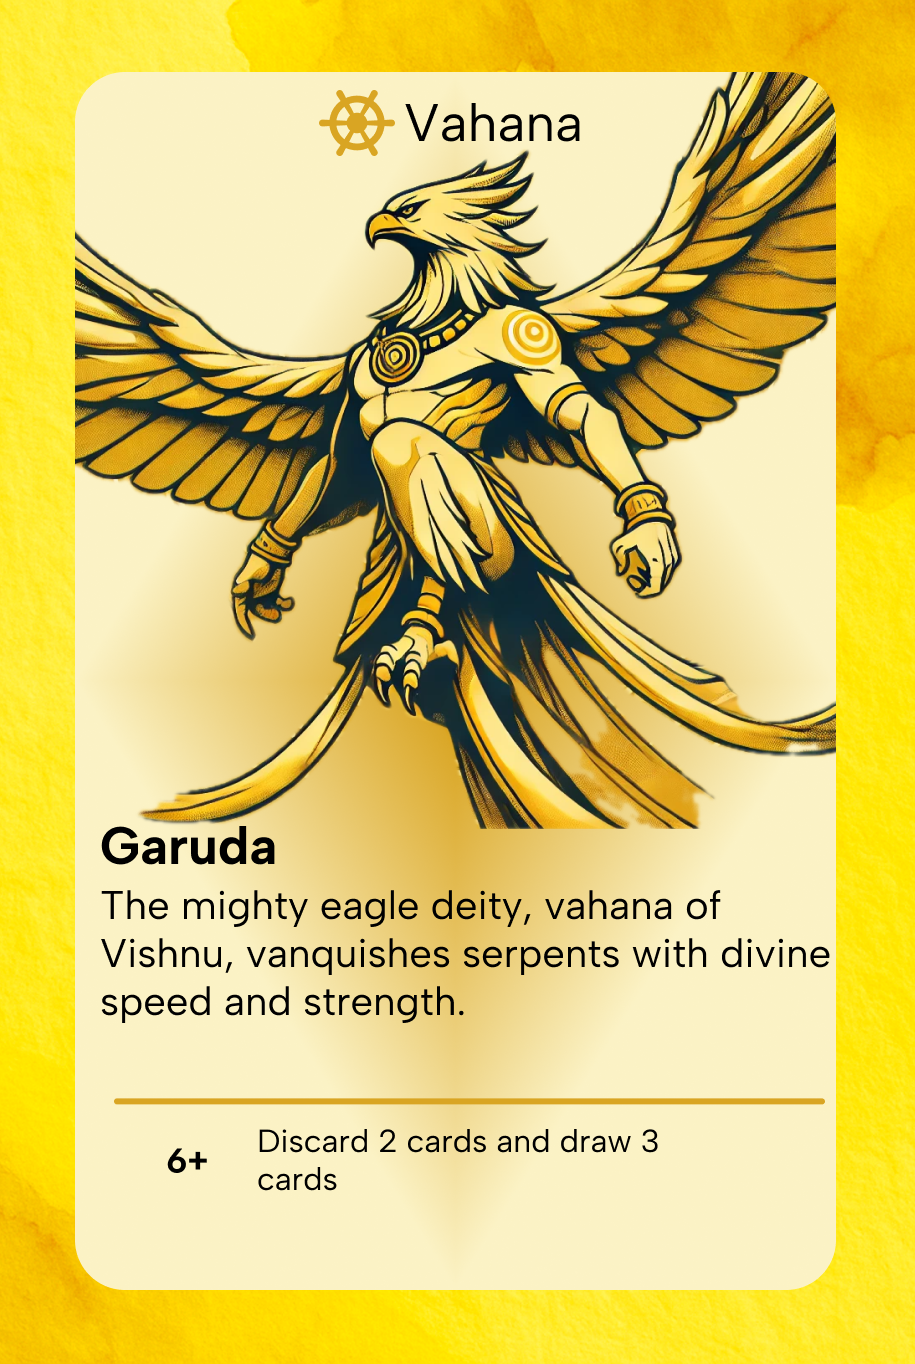 Vahana
Garuda
The mighty eagle deity, vahana of
Vishnu, vanquishes serpents with divine
speed and strength.
6+
Discard 2 cards and draw 3
cards